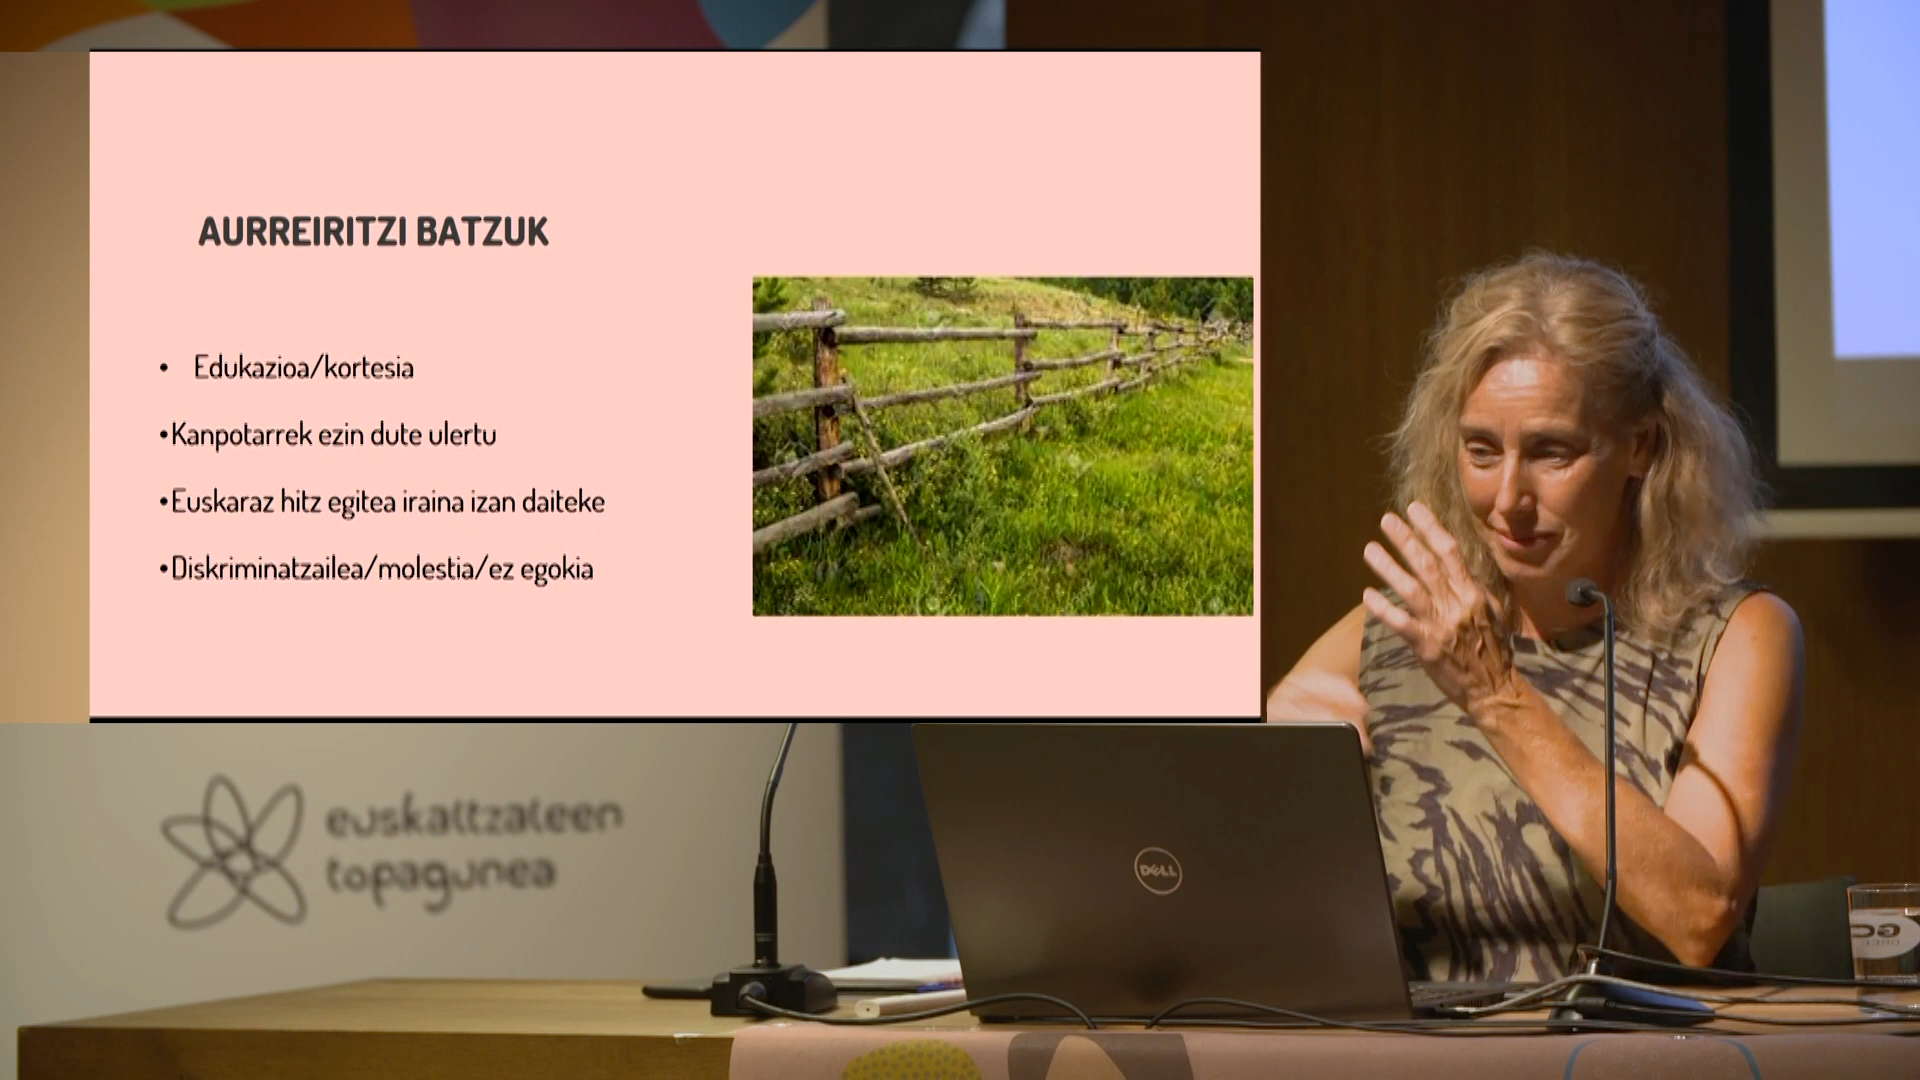 AURREIRITZI BATZUK
• Edukazioa/kortesia
•Kanpotarrek ezin dute ulertu
•Euskaraz hitz egitea iraina izan daiteke
•Diskriminatzailea/molestia/ez egokia
euskaltzaleen
topagunea
DELL